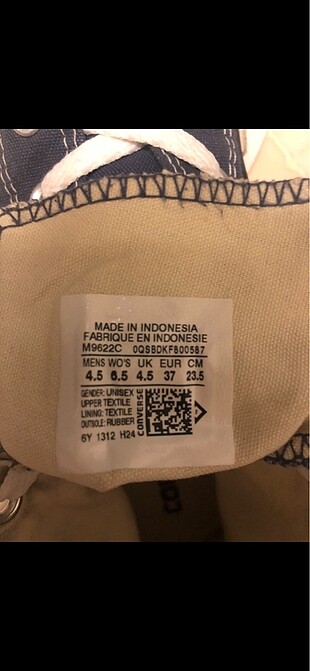 MADE IN INDONESIA
FABRIQUE EN INDONESIE
M9622C 0QSBDKF800587
MENS WO'S UK EUR CM
4.5 6.5 4.5 37 23.5
GENDER: UNISEX
UPPER:TEXTILE
LINING: TEXTILE
OUTSOLE: RUBBER
6Y 1312 H24
CONVERSE